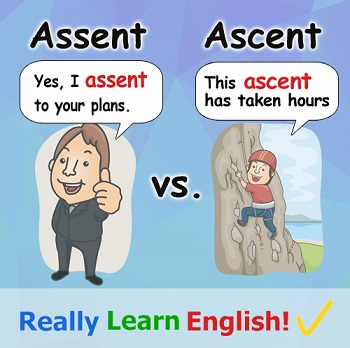 Assent
Ascent
Yes, I assent
to your plans.
This ascent
has taken hours
vs.
Really Learn English!